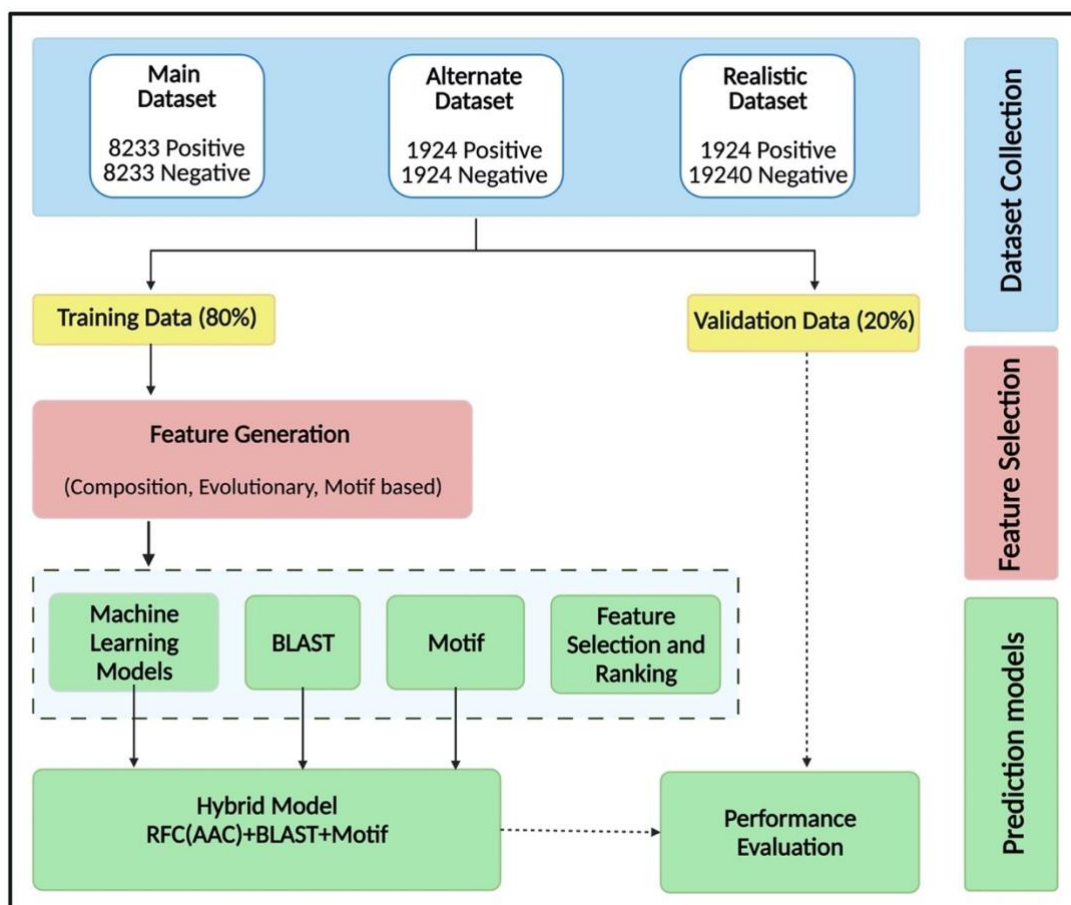 Main
Dataset
8233 Positive
8233 Negative
Alternate
Dataset
1924 Positive
1924 Negative
Realistic
Dataset
1924 Positive
19240 Negative
Dataset Collection
Training Data (80%)
Validation Data (20%)
Feature Generation
(Composition, Evolutionary, Motif based)
Feature Selection
Machine
Learning
Models
BLAST
Motif
Feature
Selection and
Ranking
Hybrid Model
RFC(AAC)+BLAST+Motif
Performance
Evaluation
Prediction models